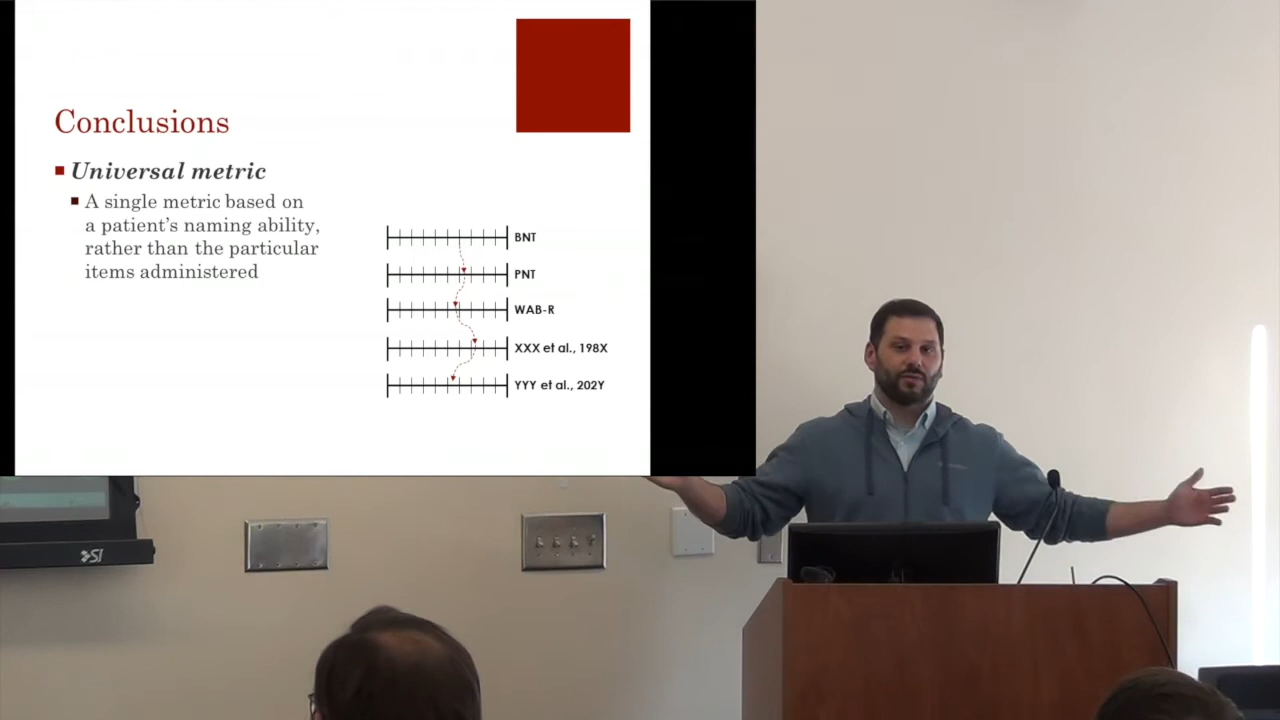 Conclusions
Universal metric
A single metric based on
a patient's naming ability,
rather than the particular
items administered
BNT
PNT
WAB-R
XXX et al., 198X
YYY et al., 202Y
SI